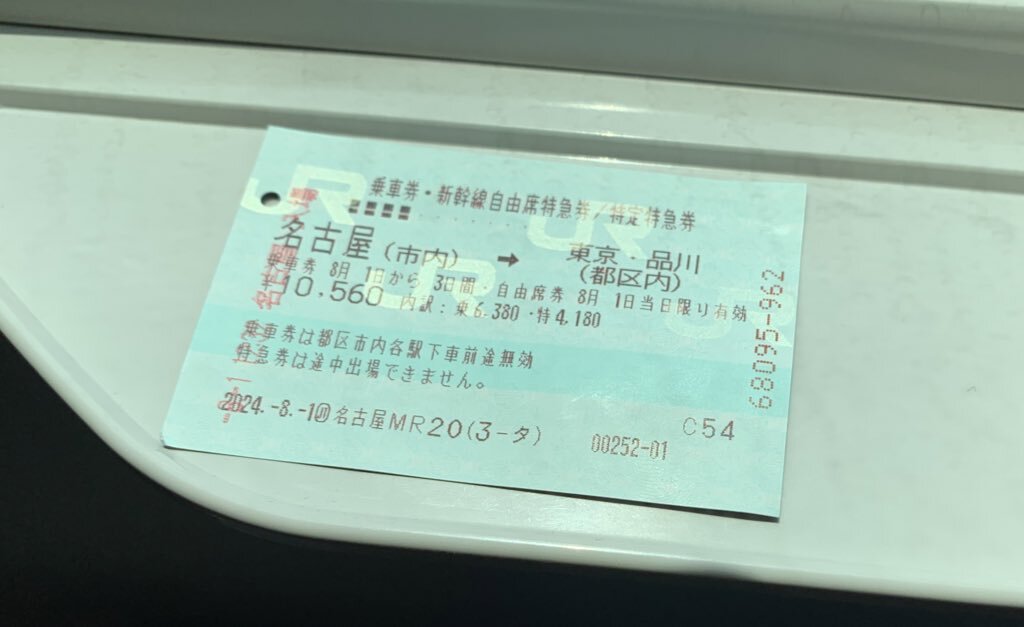 乗車券・新幹線自由席特急券/特定特急券
名古屋(市内) → 東京・品川(都区内)
乗車券 8月 1日から 3日間・自由席券 8月 1日当日限り有効
¥10,560 内訳:乗6,380・特4,180
乗車券は都区市内各駅下車前途無効
特急券は途中出場できません。
2024.-8.-1 名古屋MR20(3-タ)
00252-01
C54
68095-962
JR
JR
JR
JR